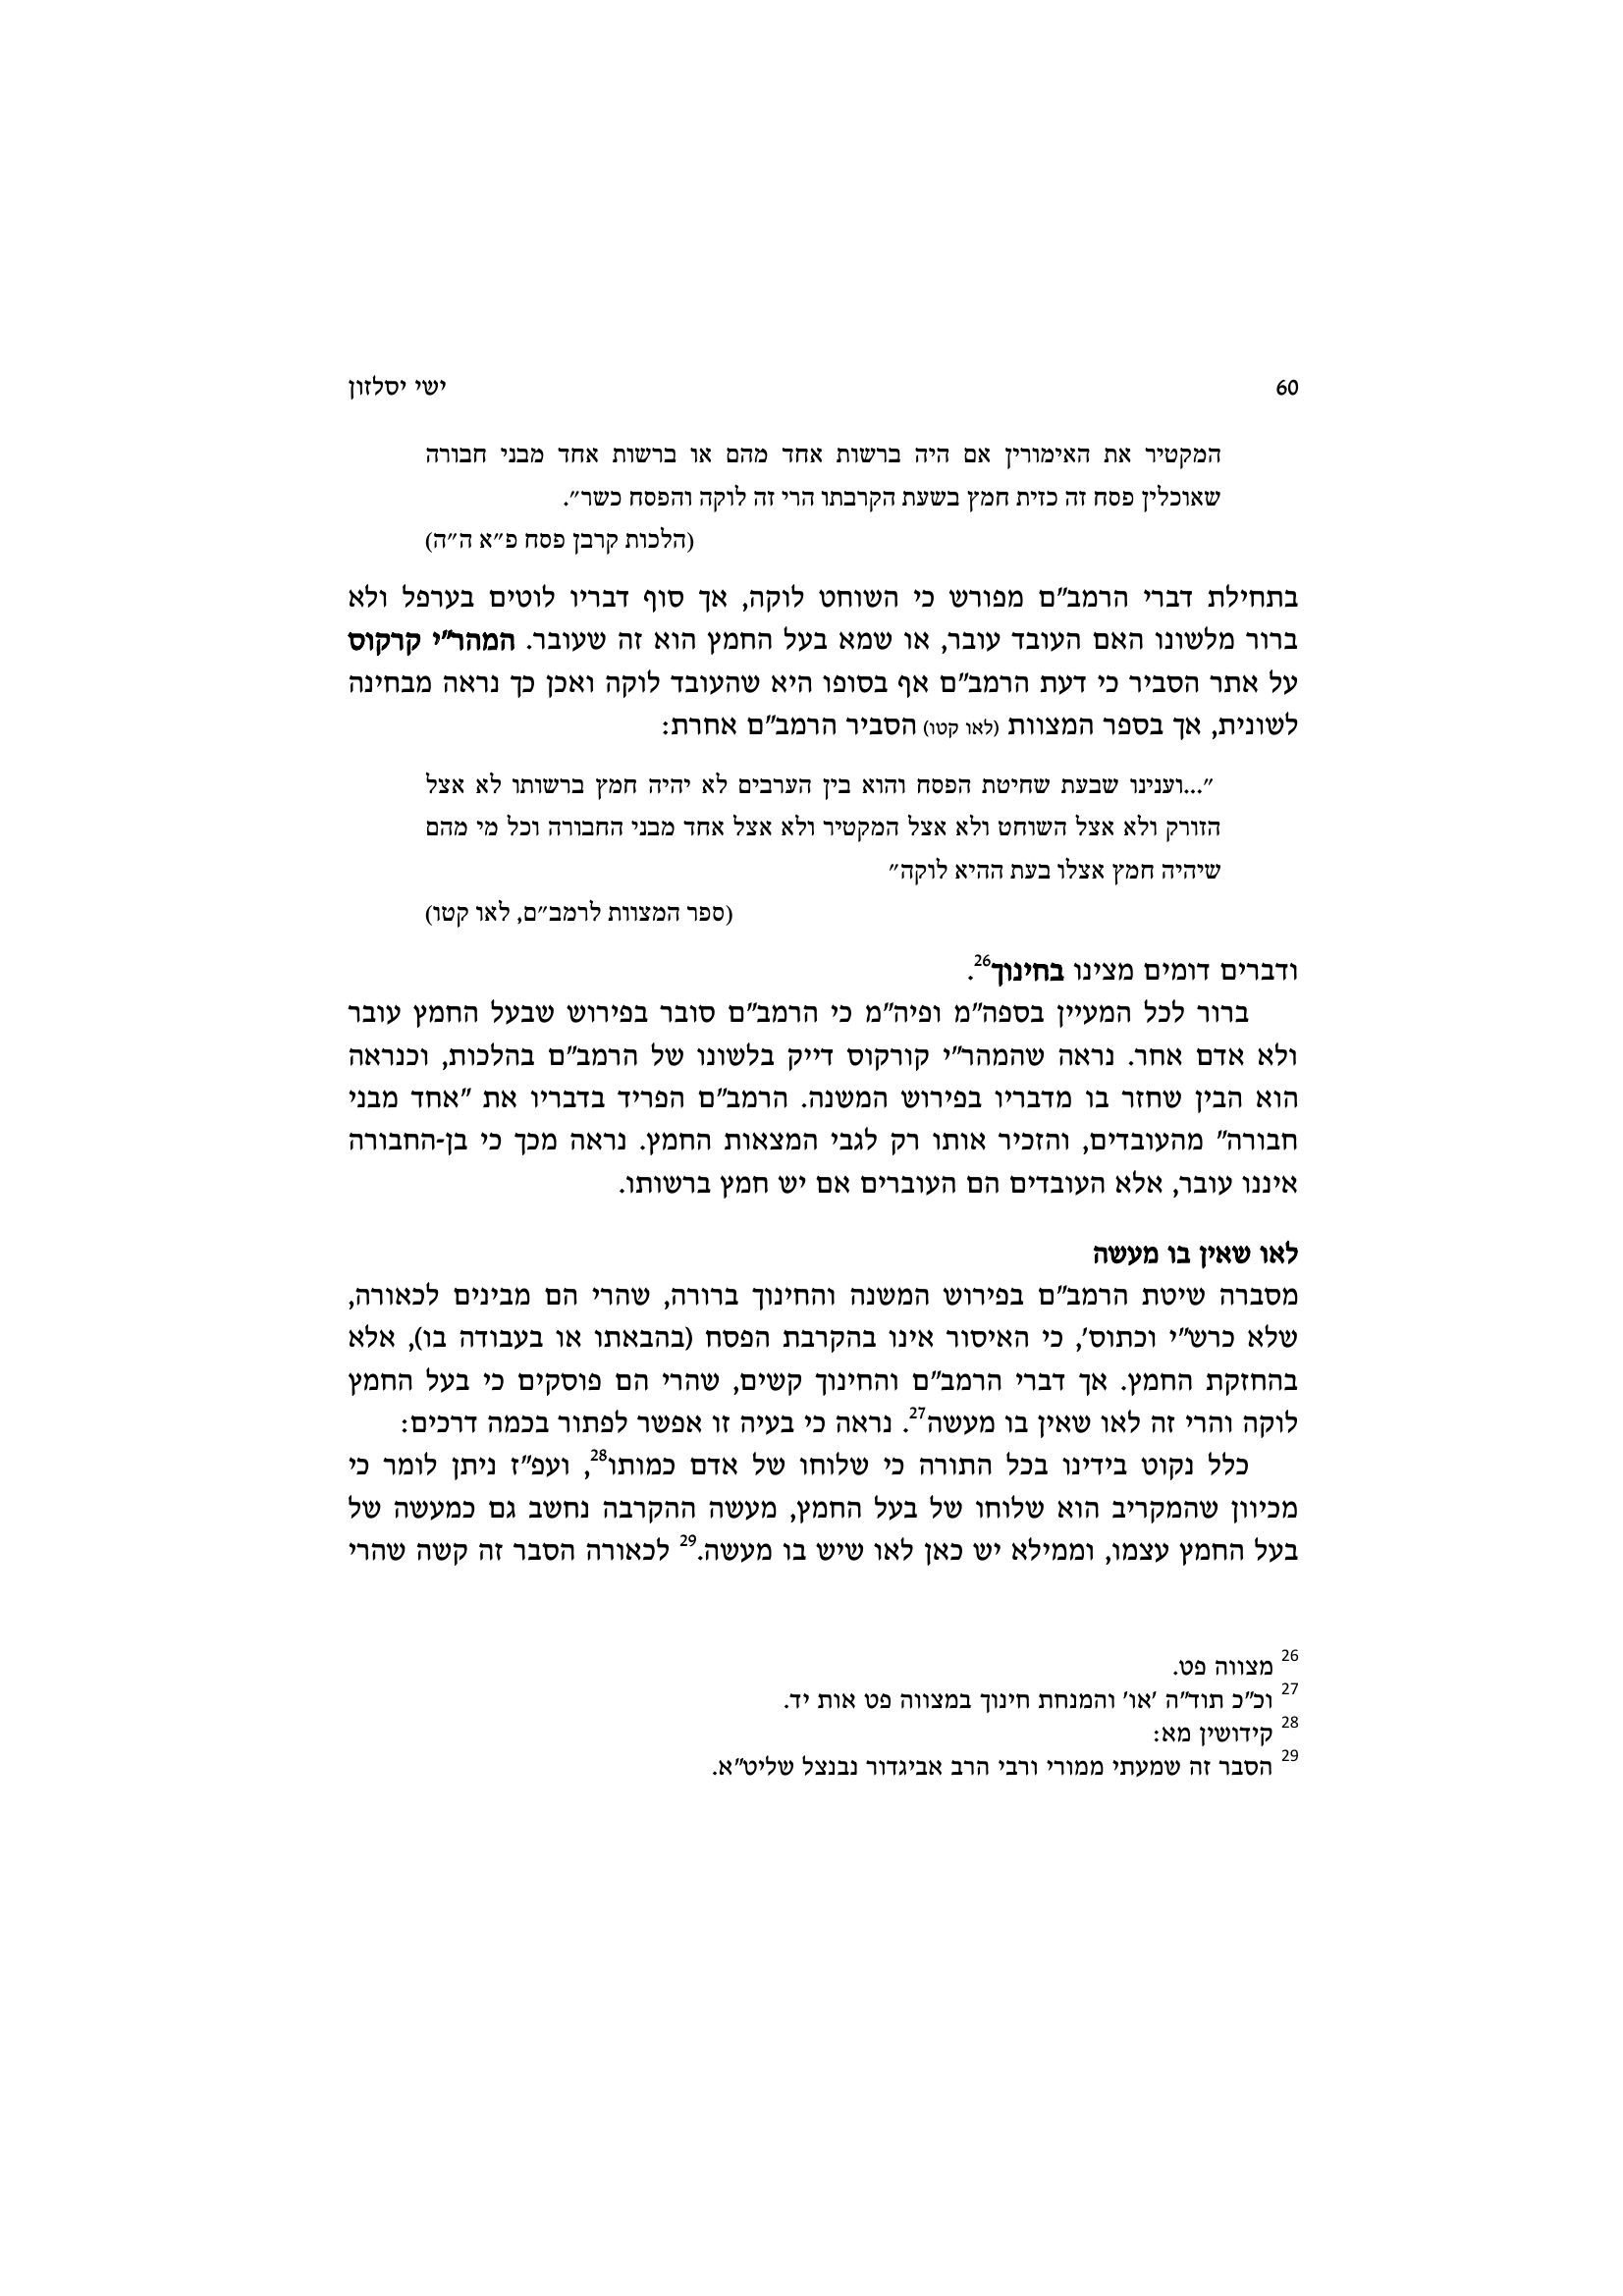 60 ישי יסלזון
המקטיר את האימורין אם היה ברשות אחד מהם או ברשות אחד מבני חבורה
שאוכלין פסח זה כזית חמץ בשעת הקרבתו הרי זה לוקה והפסח כשר״.
(הלכות קרבן פסח פ״א ה״ה)
בתחילת דברי הרמב״ם מפורש כי השוחט לוקה, אך סוף דבריו לוטים בערפל ולא
ברור מלשונו האם העובד עובר, או שמא בעל החמץ הוא זה שעובר. המהר״י קרקוס
על אתר הסביר כי דעת הרמב״ם אף בסופו היא שהעובד לוקה ואכן כך נראה מבחינה
לשונית, אך בספר המצוות (לאו קטו) הסביר הרמב״ם אחרת:
״...וענינו שבעת שחיטת הפסח והוא בין הערבים לא יהיה חמץ ברשותו לא אצל
הזורק ולא אצל השוחט ולא אצל המקטיר ולא אצל אחד מבני החבורה וכל מי מהם
שיהיה חמץ אצלו בעת ההיא לוקה״
(ספר המצוות לרמב״ם, לאו קטו)
ודברים דומים מצינו בחינוך26.
ברור לכל המעיין בספה״מ ופיה״מ כי הרמב״ם סובר בפירוש שבעל החמץ עובר
ולא אדם אחר. נראה שהמהר״י קורקוס דייק בלשונו של הרמב״ם בהלכות, וכנראה
הוא הבין שחזר בו מדבריו בפירוש המשנה. הרמב״ם הפריד בדבריו את ״אחד מבני
חבורה״ מהעובדים, והזכיר אותו רק לגבי המצאות החמץ. נראה מכך כי בן-החבורה
איננו עובר, אלא העובדים הם העוברים אם יש חמץ ברשותו.
לאו שאין בו מעשה
מסברה שיטת הרמב״ם בפירוש המשנה והחינוך ברורה, שהרי הם מבינים לכאורה,
שלא כרש״י וכתוס׳, כי האיסור אינו בהקרבת הפסח (בהבאתו או בעבודה בו), אלא
בהחזקת החמץ. אך דברי הרמב״ם והחינוך קשים, שהרי הם פוסקים כי בעל החמץ
לוקה והרי זה לאו שאין בו מעשה27. נראה כי בעיה זו אפשר לפתור בכמה דרכים:
כלל נקוט בידינו בכל התורה כי שלוחו של אדם כמותו28, ועפ״ז ניתן לומר כי
מכיוון שהמקריב הוא שלוחו של בעל החמץ, מעשה ההקרבה נחשב גם כמעשה של
בעל החמץ עצמו, וממילא יש כאן לאו שיש בו מעשה.29 לכאורה הסבר זה קשה שהרי
26 מצווה פט.
27 וכ״כ תוד״ה ׳או׳ והמנחת חינוך במצווה פט אות יד.
28 קידושין מא:
29 הסבר זה שמעתי ממורי ורבי הרב אביגדור נבנצל שליט״א.